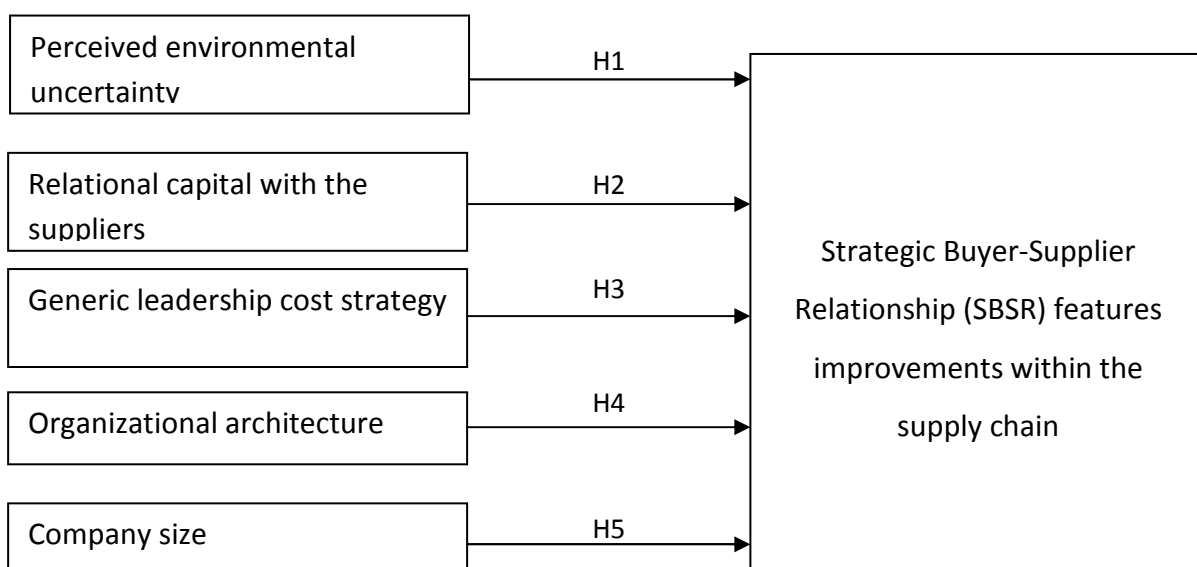 Perceived environmental
uncertainty
H1
Relational capital with the
suppliers
H2
Generic leadership cost strategy
H3
Organizational architecture
H4
Company size
H5
Strategic Buyer-Supplier
Relationship (SBSR) features
improvements within the
supply chain